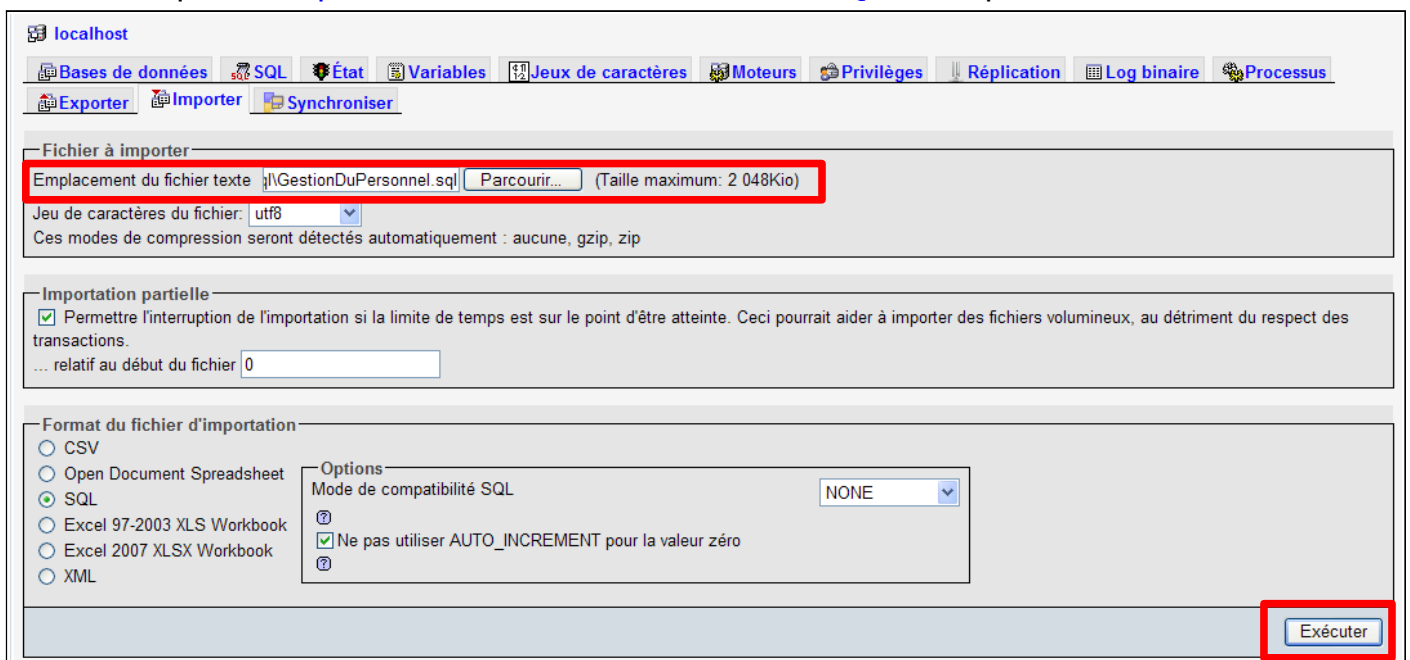 localhost
Bases de données SQL État Variables Jeux de caractères Moteurs Privilèges Réplication Log binaire Processus
Exporter Importer Synchroniser
Fichier à importer
Emplacement du fichier texte ql\GestionDuPersonnel.sql Parcourir... (Taille maximum: 2 048Kio)
Jeu de caractères du fichier: utf8
Ces modes de compression seront détectés automatiquement : aucune, gzip, zip
Importation partielle
Permettre l'interruption de l'importation si la limite de temps est sur le point d'être atteinte. Ceci pourrait aider à importer des fichiers volumineux, au détriment du respect des
transactions.
... relatif au début du fichier 0
Format du fichier d'importation
CSV
Open Document Spreadsheet
SQL
Excel 97-2003 XLS Workbook
Excel 2007 XLSX Workbook
XML
Options
Mode de compatibilité SQL NONE
?
Ne pas utiliser AUTO_INCREMENT pour la valeur zéro
?
Exécuter